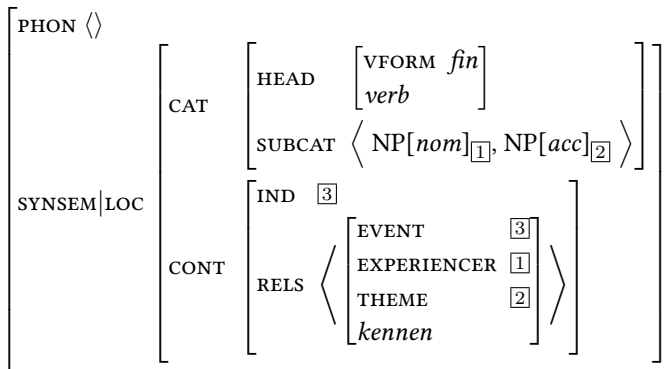 PHON ⟨⟩
SYNSEM|LOC
CAT
HEAD
VFORM fin
verb
SUBCAT ⟨ NP[nom]1, NP[acc]2 ⟩
CONT
IND 3
RELS ⟨
EVENT 3
EXPERIENCER 1
THEME 2
kennen
⟩